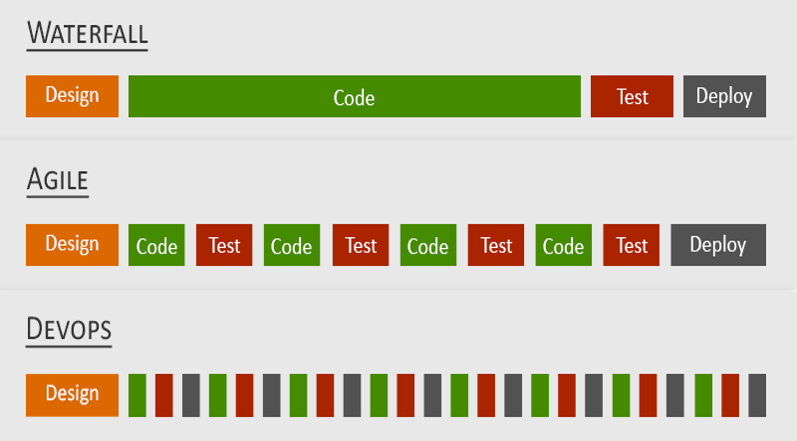 WATERFALL
Design Code Test Deploy
AGILE
Design Code Test Code Test Code Test Code Test Deploy
DEVOPS
Design